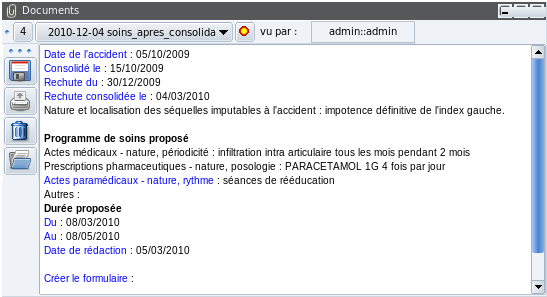 Documents
4 2010-12-04 soins_apres_consolida vu par : admin::admin
Date de l'accident : 05/10/2009
Consolidé le : 15/10/2009
Rechute du : 30/12/2009
Rechute consolidée le : 04/03/2010
Nature et localisation des séquelles imputables à l'accident : impotence définitive de l'index gauche.
Programme de soins proposé
Actes médicaux - nature, périodicité : infiltration intra articulaire tous les mois pendant 2 mois
Prescriptions pharmaceutiques - nature, posologie : PARACETAMOL 1G 4 fois par jour
Actes paramédicaux - nature, rythme : séances de rééducation
Autres :
Durée proposée
Du : 08/03/2010
Au : 08/05/2010
Date de rédaction : 05/03/2010
Créer le formulaire :